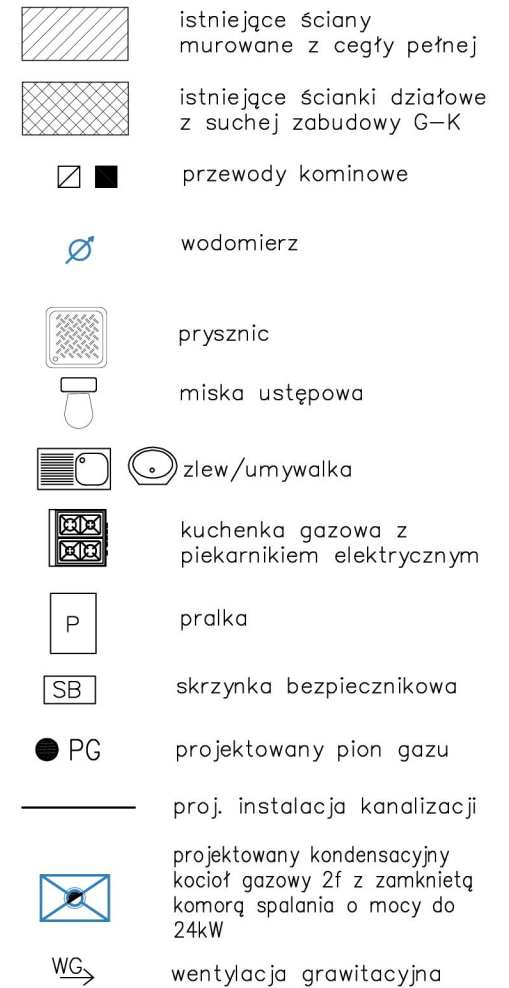 istniejące ściany
murowane z cegły pełnej
istniejące ścianki działowe
z suchej zabudowy G-K
przewody kominowe
wodomierz
prysznic
miska ustępowa
zlew/umywalka
kuchenka gazowa z
piekarnikiem elektrycznym
P pralka
SB skrzynka bezpiecznikowa
PG projektowany pion gazu
proj. instalacja kanalizacji
projektowany kondensacyjny
kocioł gazowy 2f z zamknietą
komorą spalania o mocy do
24kW
WG wentylacja grawitacyjna